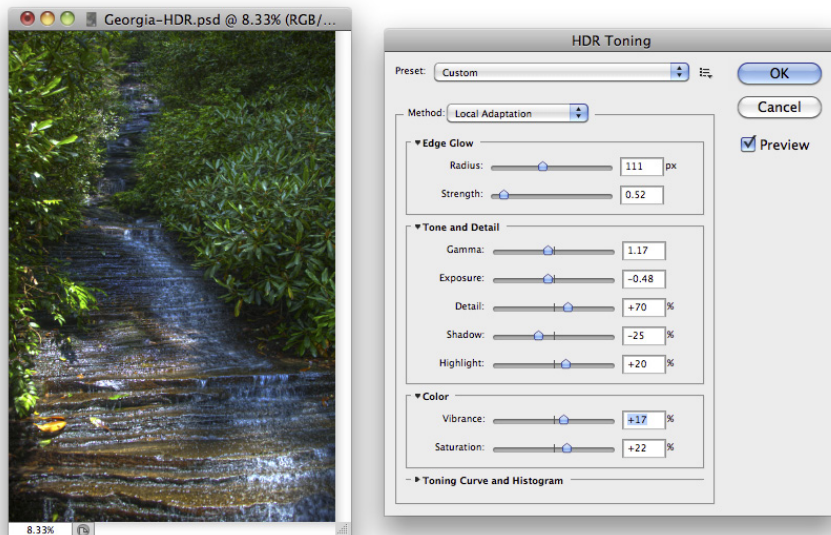 Georgia-HDR.psd @ 8.33% (RGB/...
8.33%
HDR Toning
Preset: Custom
OK
Cancel
Preview
Method: Local Adaptation
Edge Glow
Radius: 111 px
Strength: 0.52
Tone and Detail
Gamma: 1.17
Exposure: -0.48
Detail: +70 %
Shadow: -25 %
Highlight: +20 %
Color
Vibrance: +17 %
Saturation: +22 %
Toning Curve and Histogram